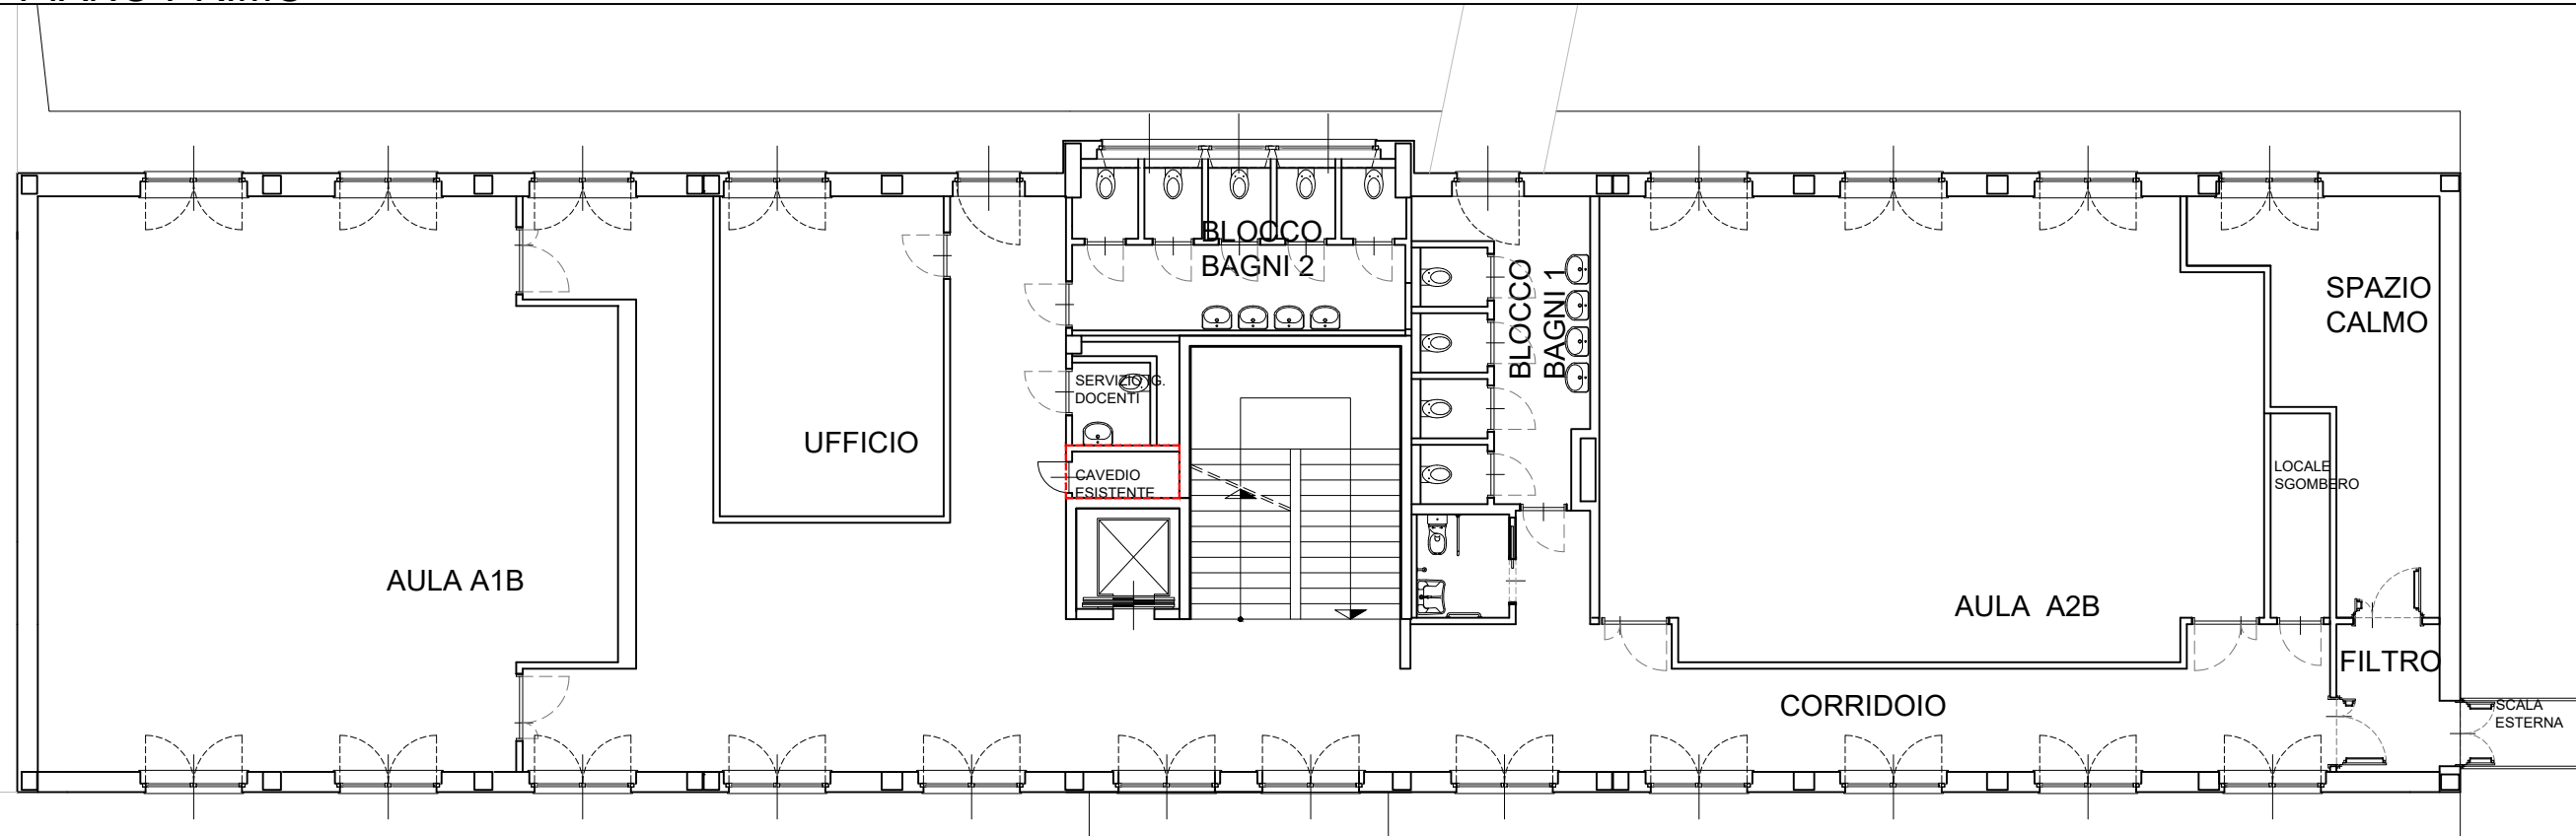 BLOCCO
BAGNI 2
BLOCCO
BAGNI 1
SPAZIO
CALMO
SERVIZIO IG.
DOCENTI
UFFICIO
CAVEDIO
ESISTENTE
LOCALE
SGOMBERO
AULA A1B
AULA A2B
FILTRO
CORRIDOIO
SCALA
ESTERNA